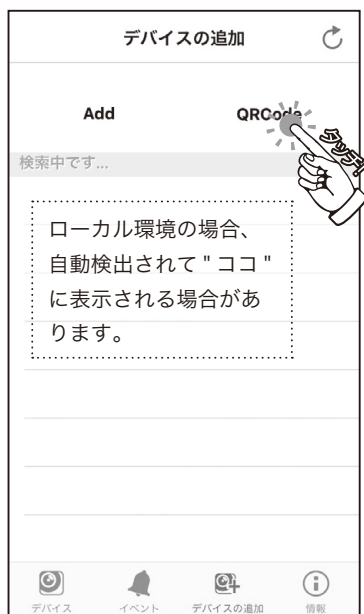 デバイスの追加
Add QRCode
タッチ!
検索中です...
ローカル環境の場合、
自動検出されて " ココ "
に表示される場合があ
ります。
デバイス イベント デバイスの追加 情報